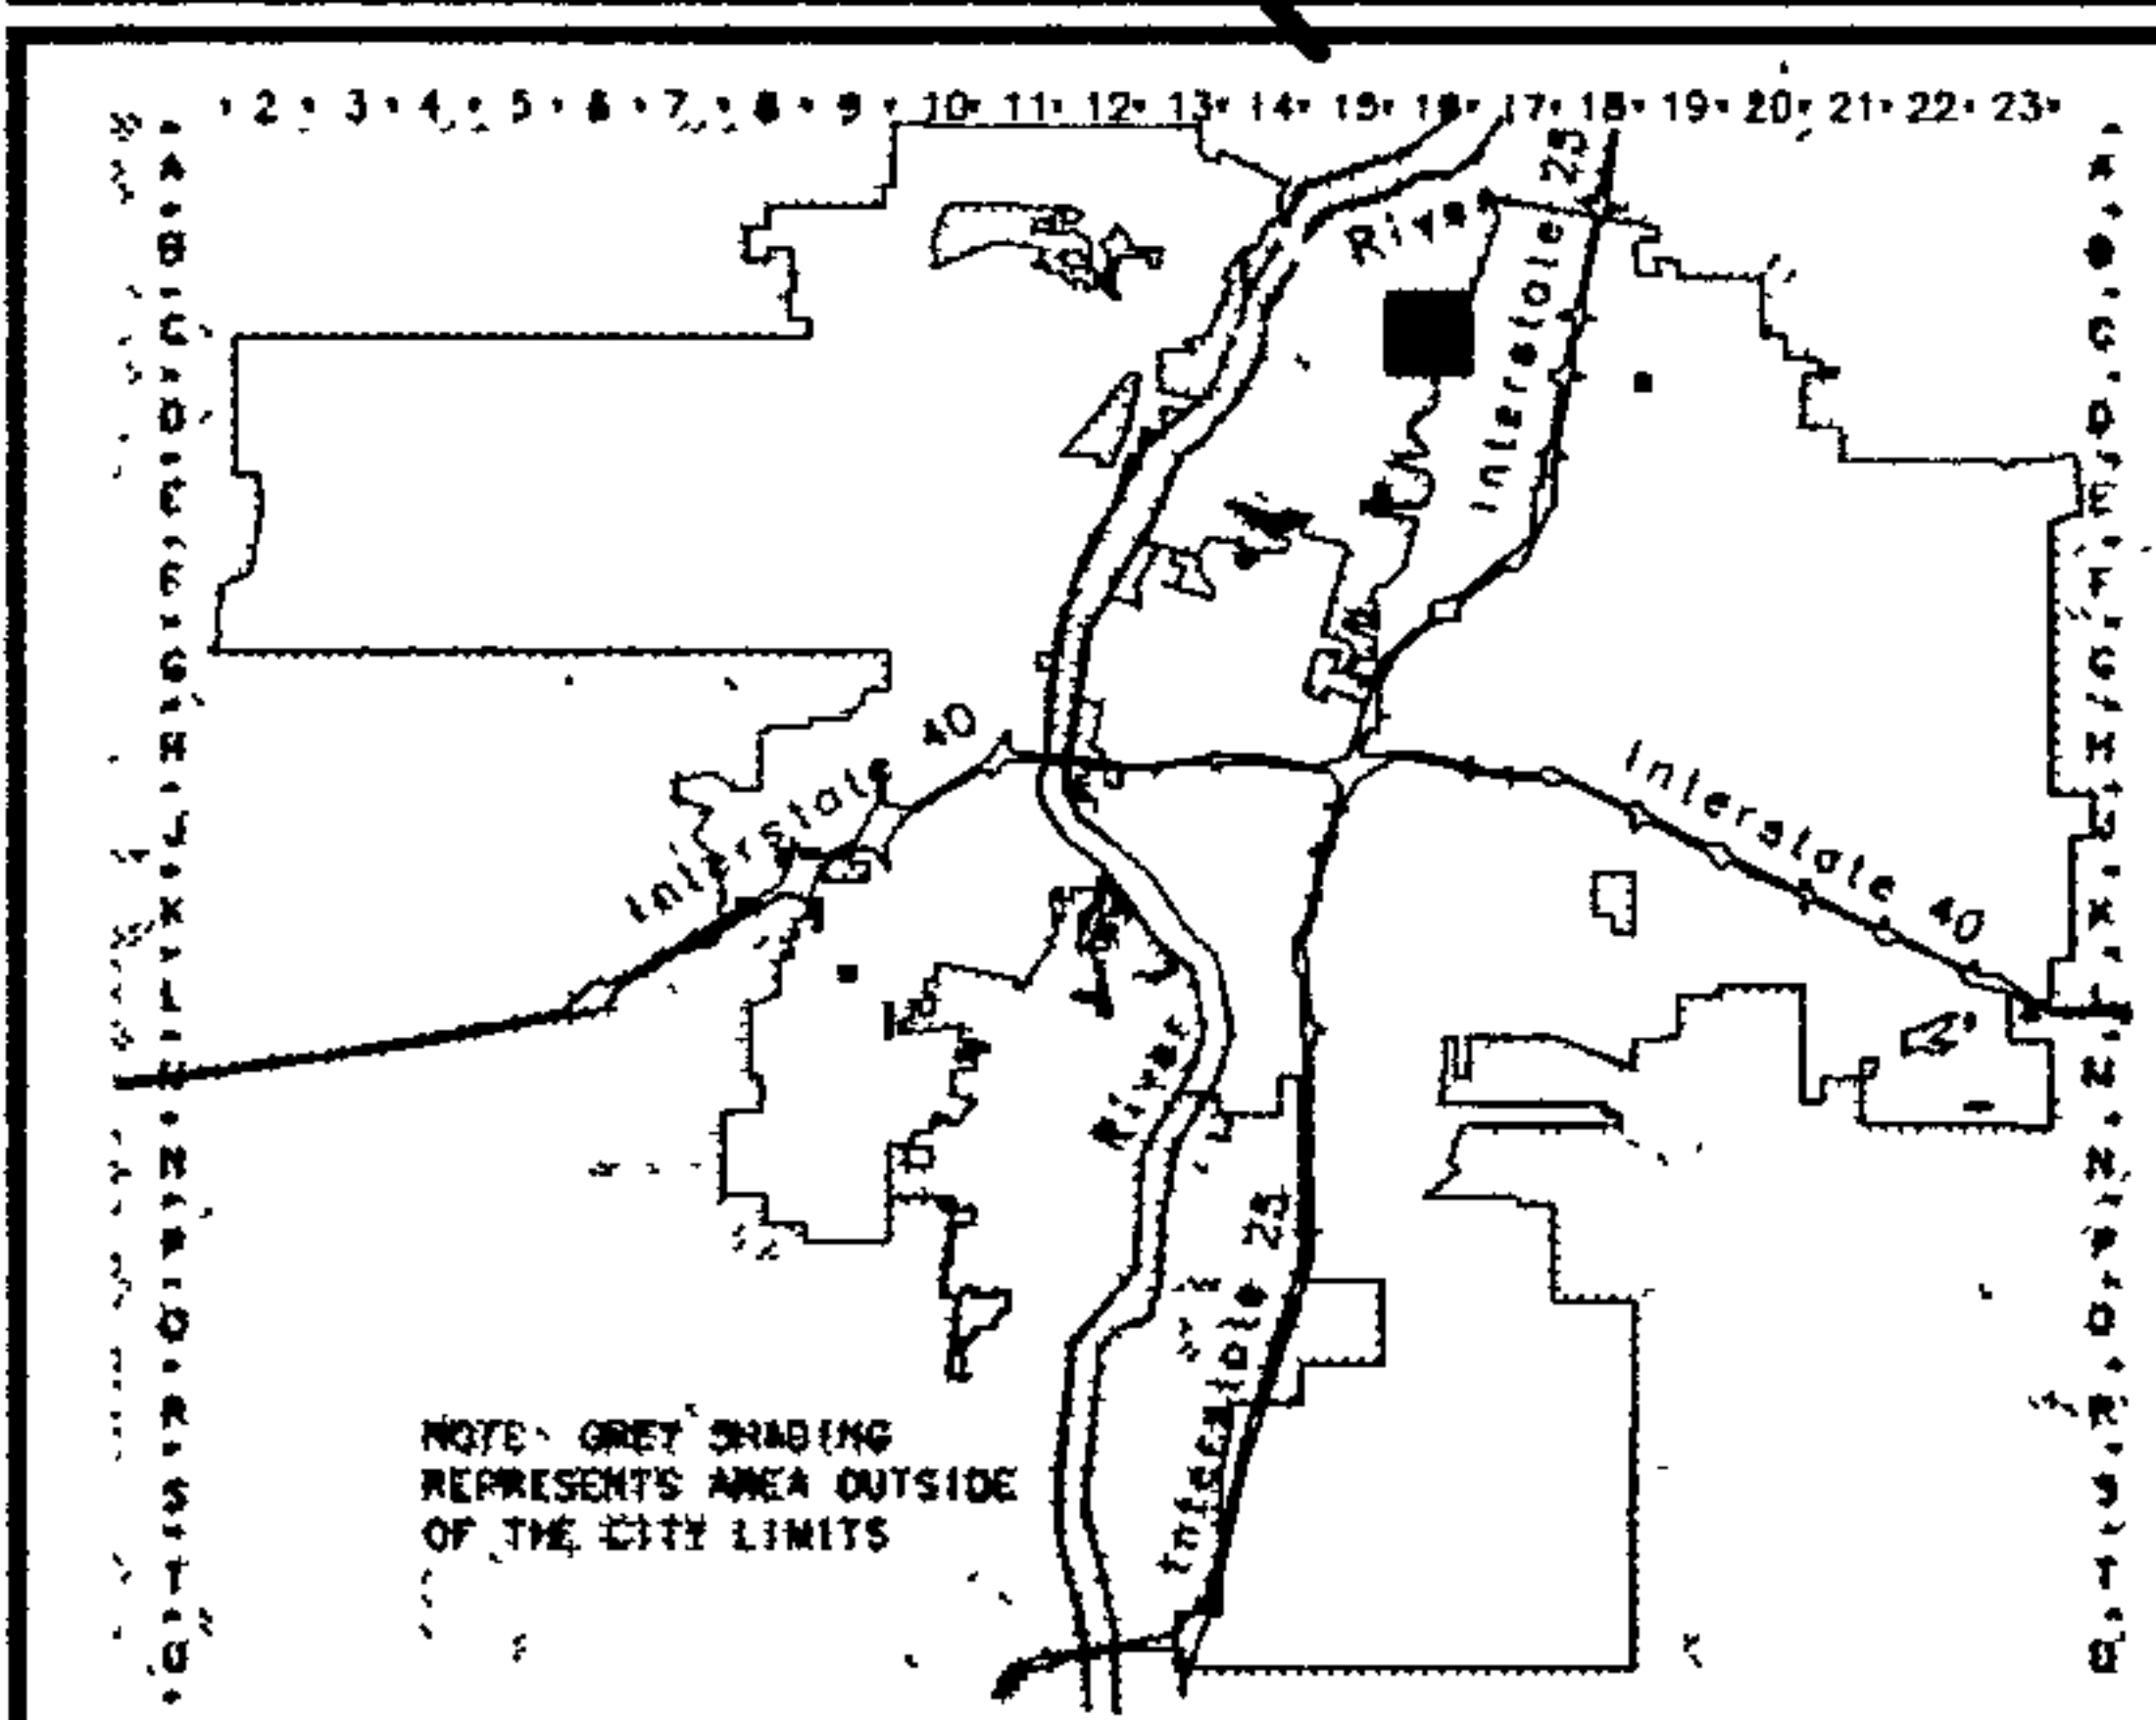 2 3 4 5 6 7 8 9 10 11 12 13 14 15 16 17 18 19 20 21 22 23
River
Interstate 25
Interstate 40
Interstate 40
River
Interstate 25
A A
B
C C
D D
E E
F F
G G
H H
J J
K K
L L
M M
N N
P P
Q Q
R R
S S
T T
NOTE: GREY SHADING
REPRESENTS AREA OUTSIDE
OF THE CITY LIMITS